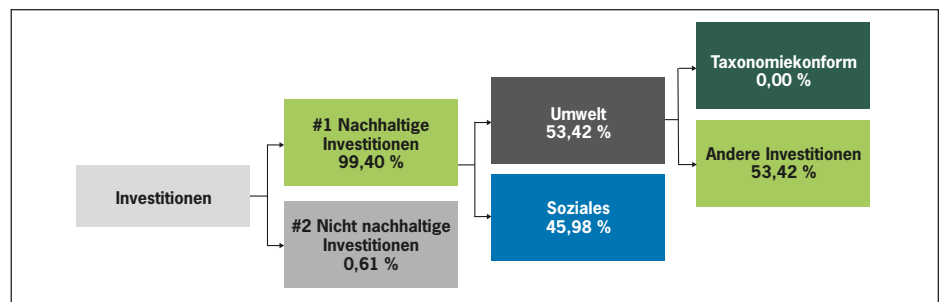 Investitionen
#1 Nachhaltige
Investitionen
99,40 %
#2 Nicht nachhaltige
Investitionen
0,61 %
Umwelt
53,42 %
Soziales
45,98 %
Taxonomiekonform
0,00 %
Andere Investitionen
53,42 %